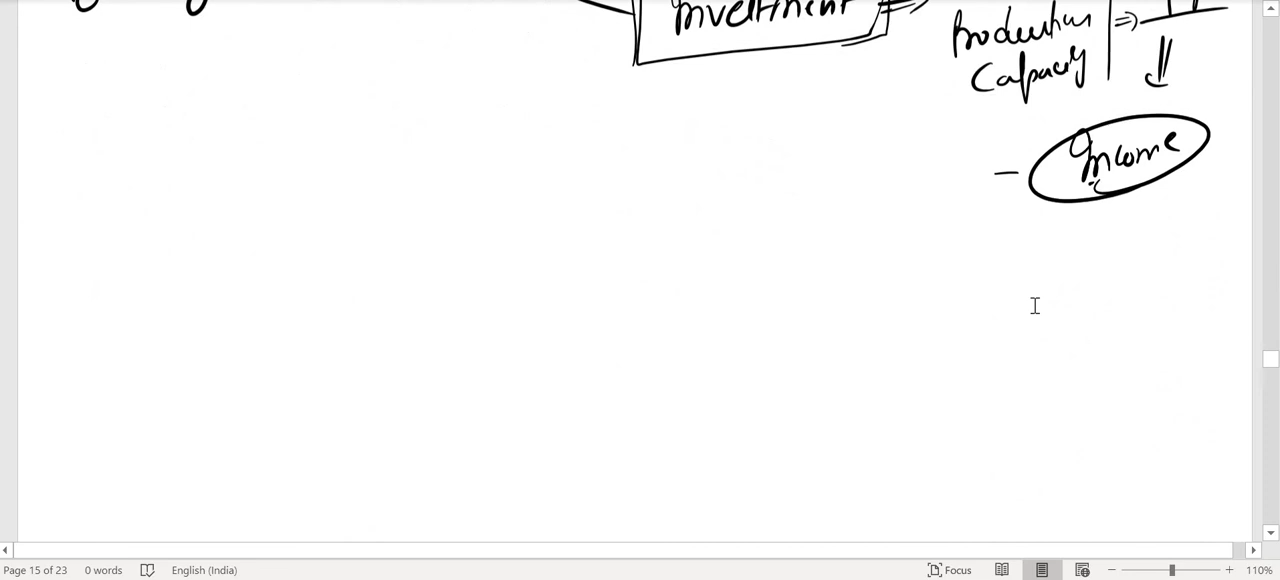 Investment
Production
Capacity
Income
Page 15 of 23 0 words English (India) Focus 110%